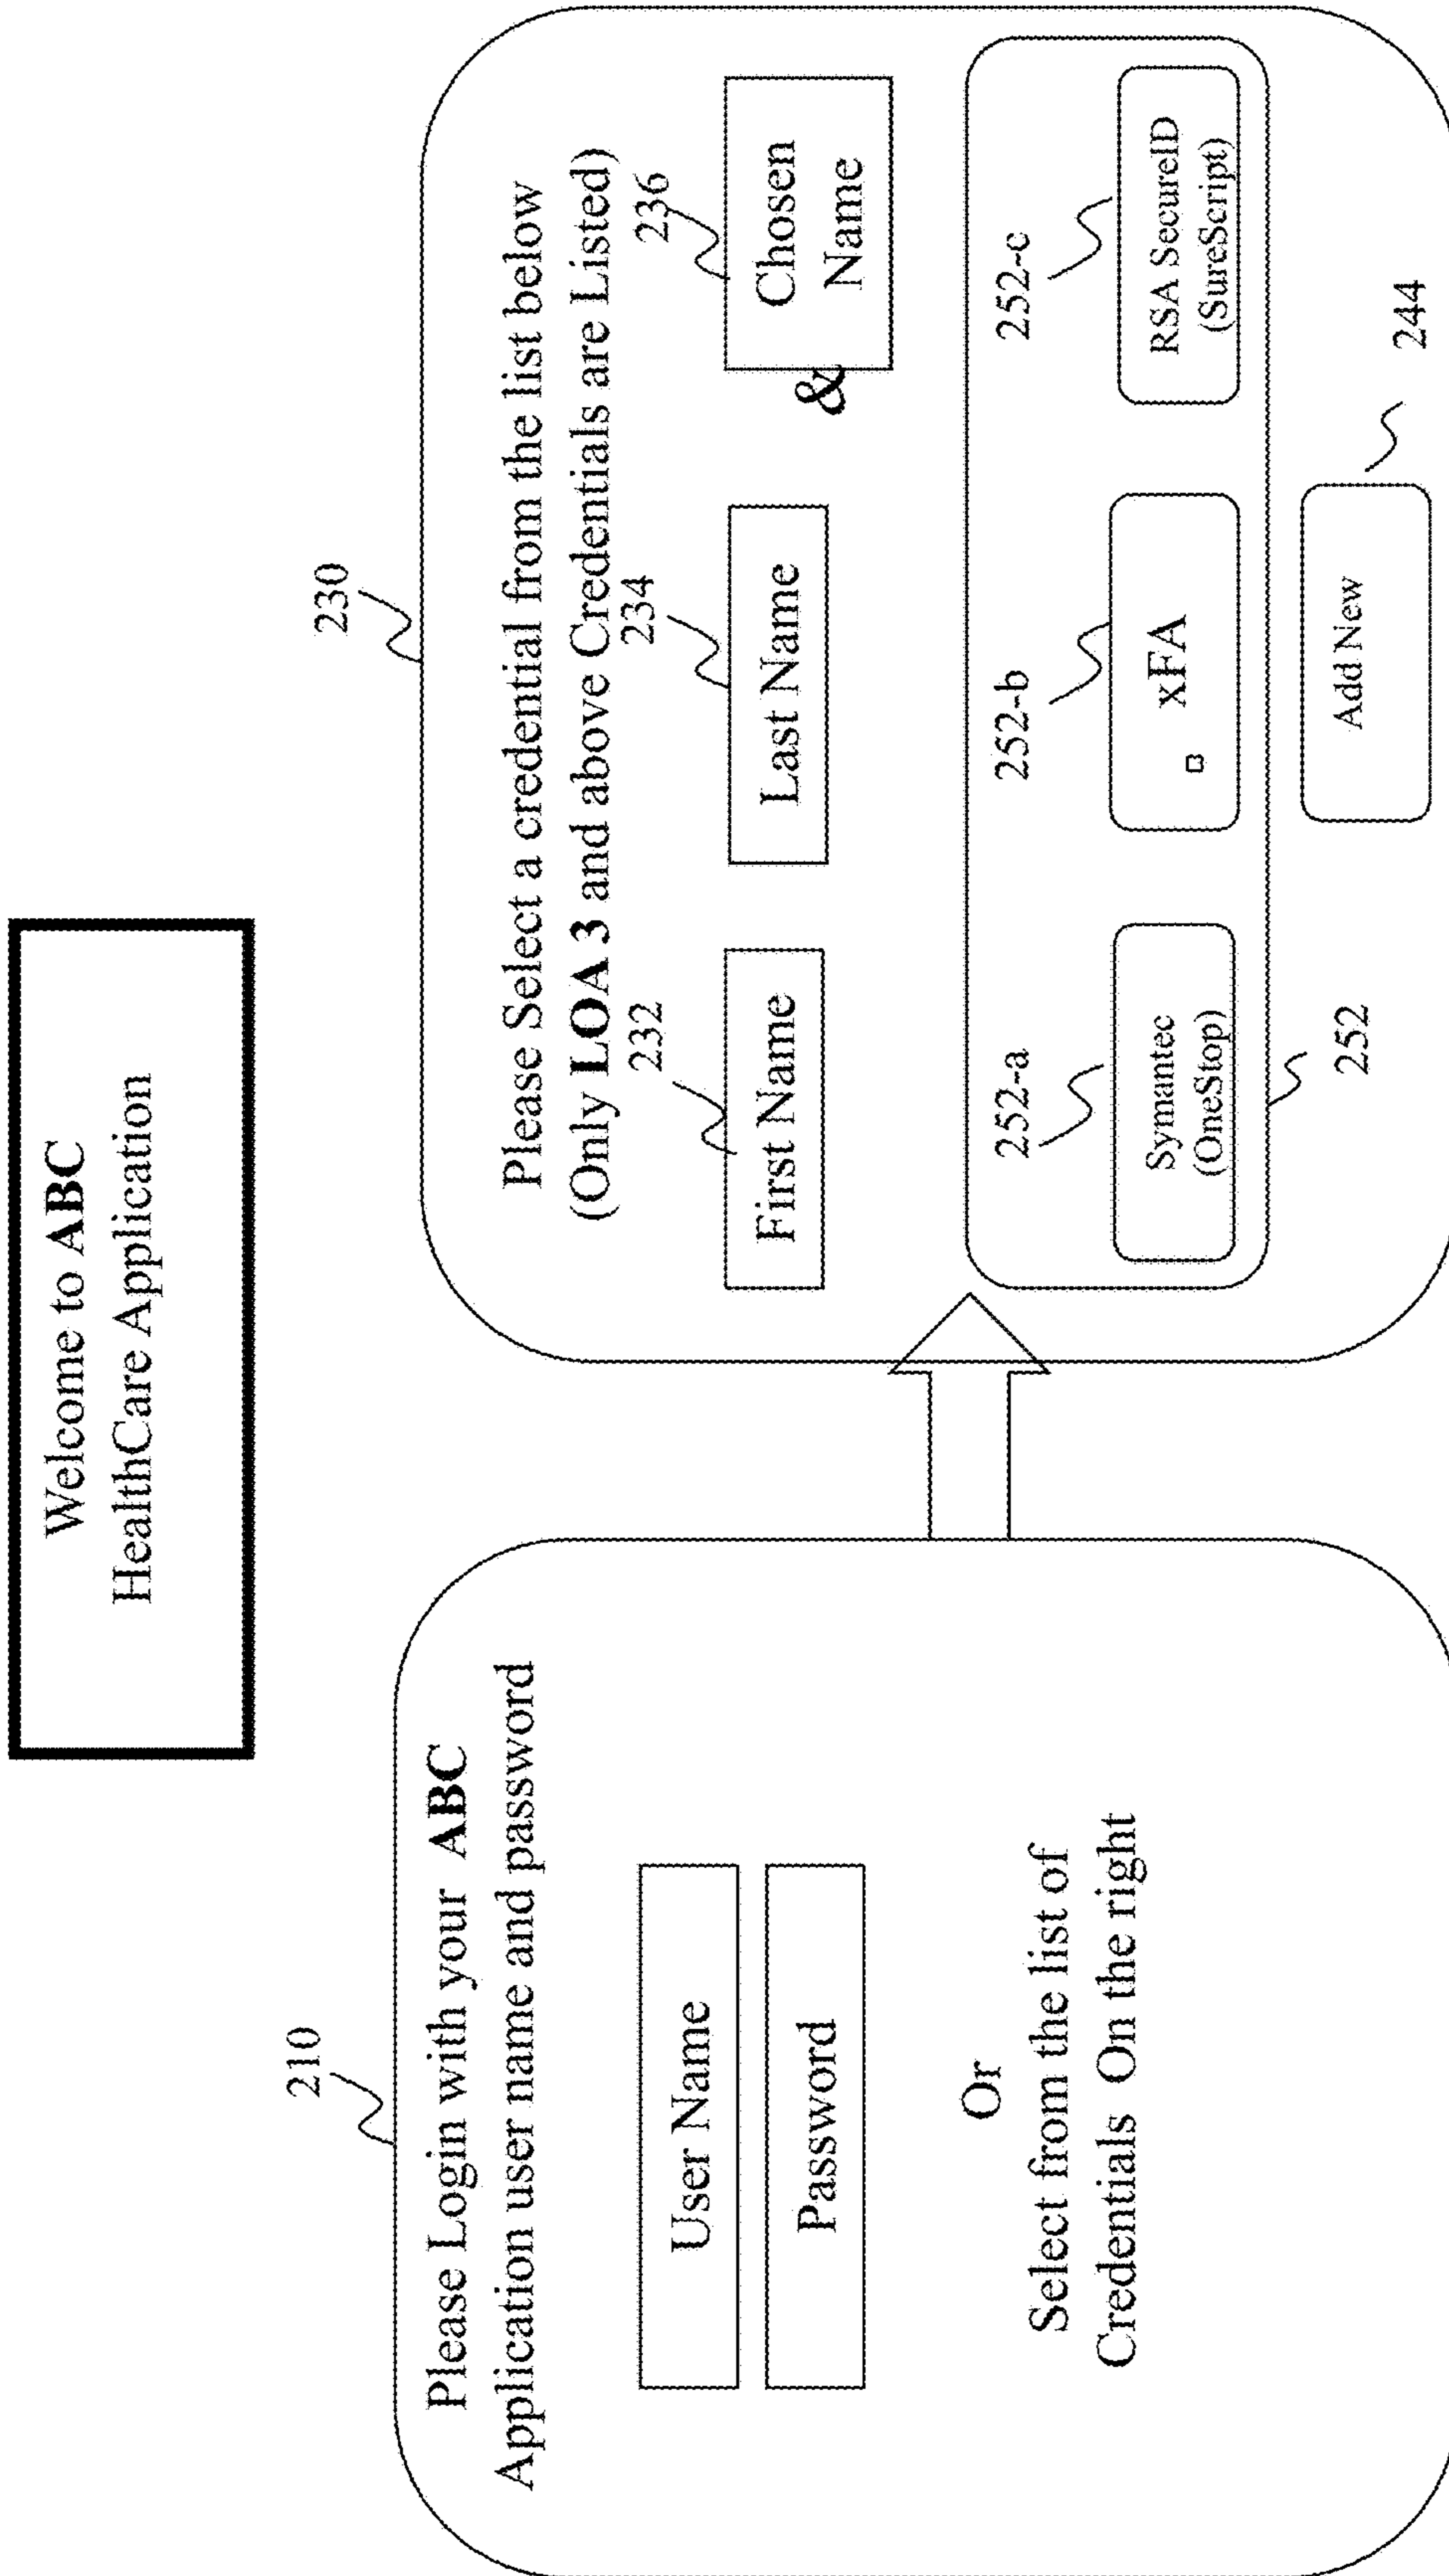 Welcome to ABC
HealthCare Application
210
Please Login with your ABC
Application user name and password
User Name
Password
Or
Select from the list of
Credentials On the right
230
Please Select a credential from the list below
(Only LOA 3 and above Credentials are Listed)
232
234
236
First Name
Last Name
&
Chosen
Name
252-a
252-b
252-c
Symantec
(OneStop)
xFA
RSA SecureID
(SureScript)
252
Add New
244